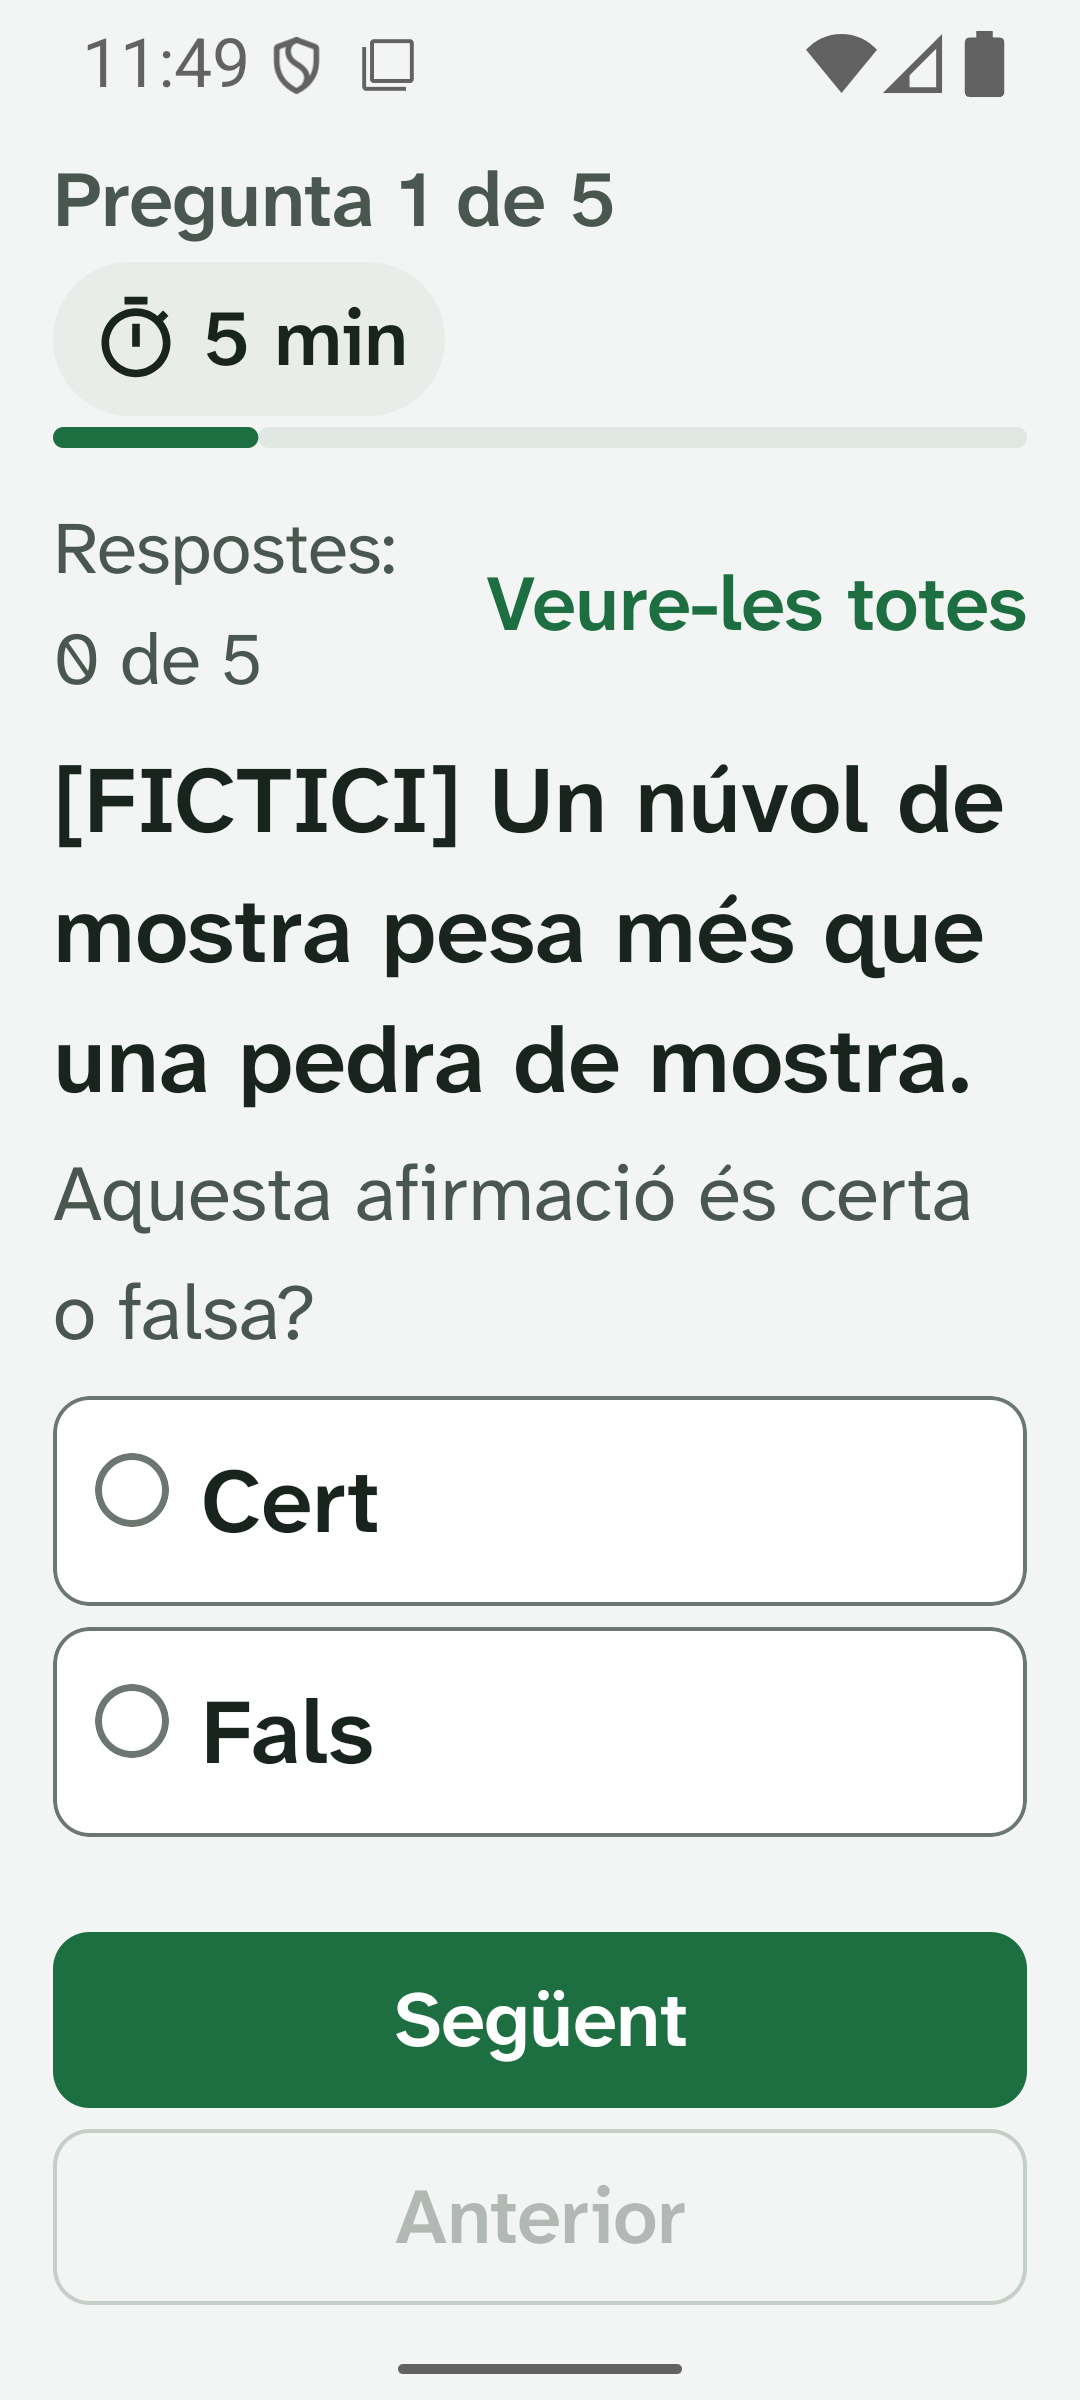 11:49
Pregunta 1 de 5
5 min
Respostes:
0 de 5
Veure-les totes
[FICTICI] Un núvol de
mostra pesa més que
una pedra de mostra.
Aquesta afirmació és certa
o falsa?
Cert
Fals
Següent
Anterior